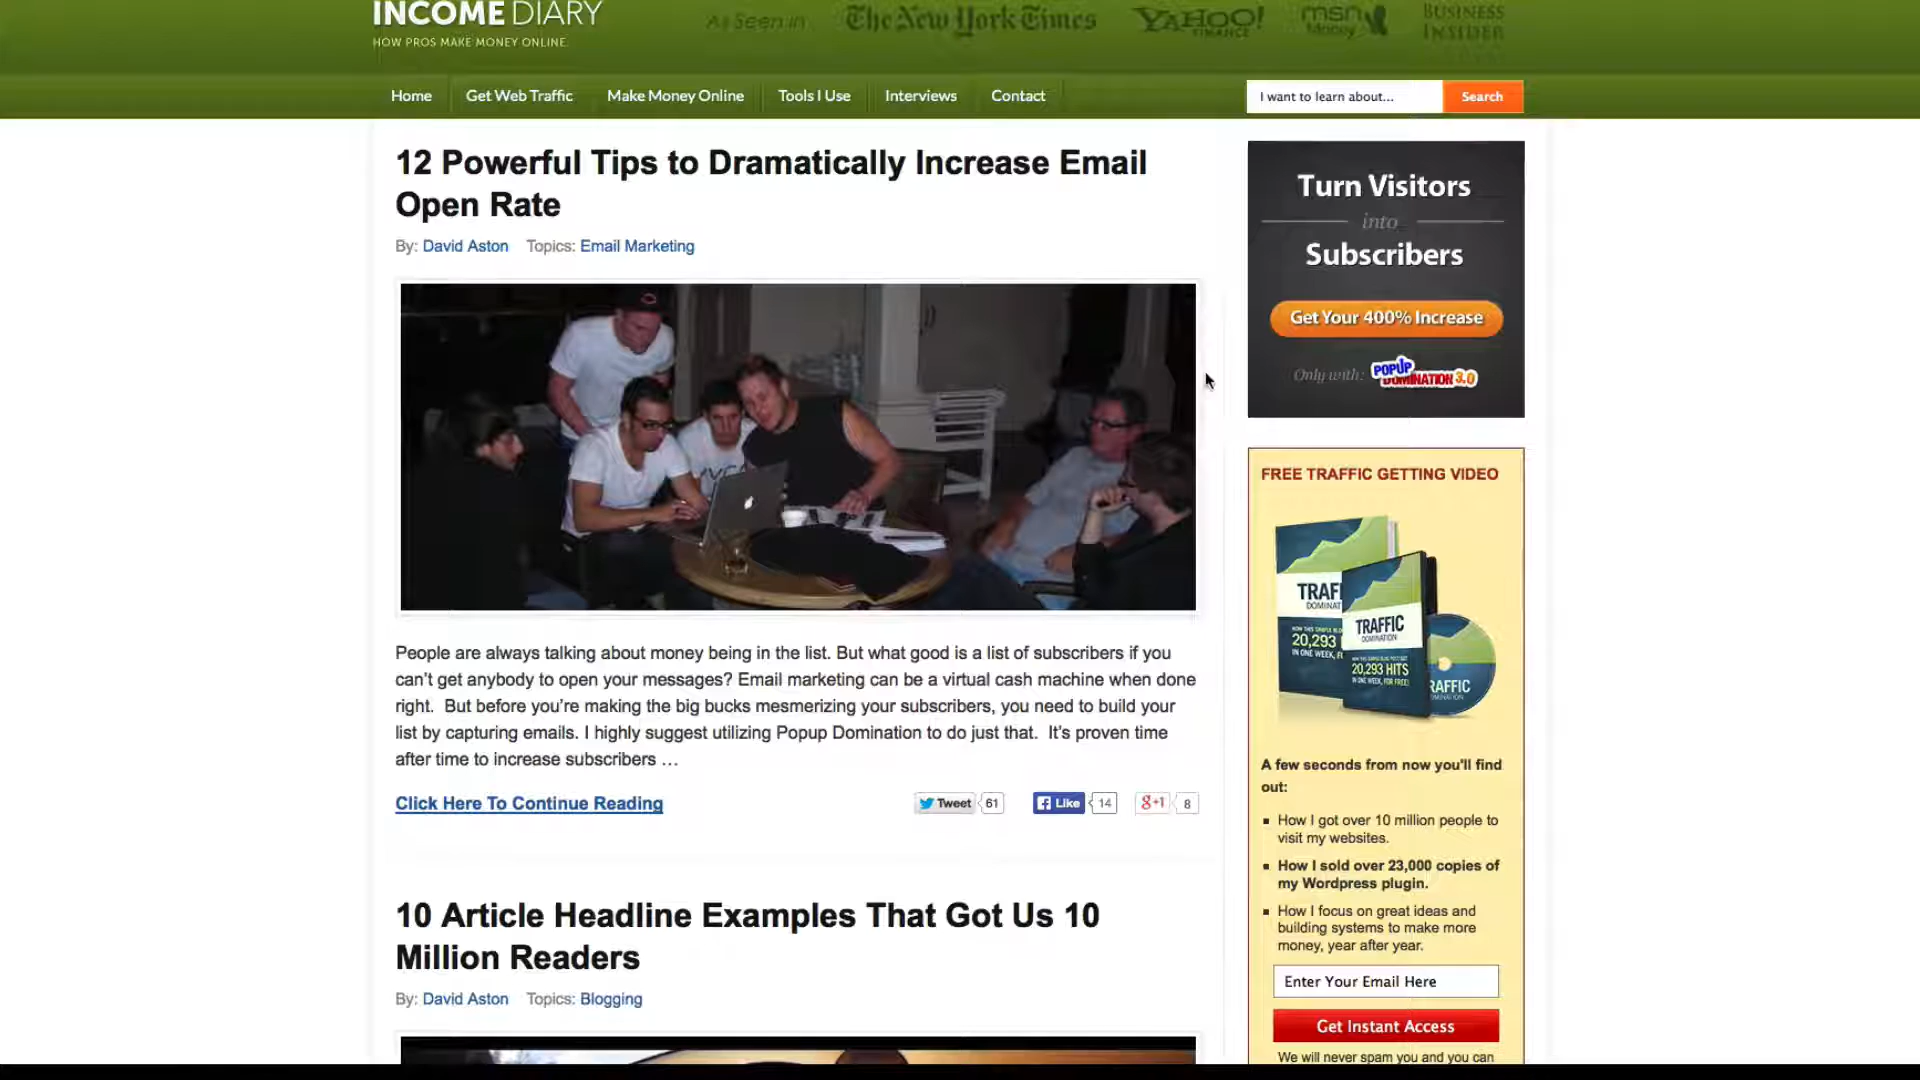 INCOME DIARY
HOW PROS MAKE MONEY ONLINE
As Seen in
The New York Times
YAHOO!
FINANCE
msn
Money
BUSINESS
INSIDER
Home
Get Web Traffic
Make Money Online
Tools I Use
Interviews
Contact
I want to learn about...
Search
12 Powerful Tips to Dramatically Increase Email
Open Rate
By: David Aston Topics: Email Marketing
People are always talking about money being in the list. But what good is a list of subscribers if you
can’t get anybody to open your messages? Email marketing can be a virtual cash machine when done
right.  But before you’re making the big bucks mesmerizing your subscribers, you need to build your
list by capturing emails. I highly suggest utilizing Popup Domination to do just that.  It’s proven time
after time to increase subscribers …
Click Here To Continue Reading
Tweet 61
Like 14
g+1 8
10 Article Headline Examples That Got Us 10
Million Readers
By: David Aston Topics: Blogging
Turn Visitors
into
Subscribers
Get Your 400% Increase
Only with: POPUP
DOMINATION 3.0
FREE TRAFFIC GETTING VIDEO
TRAFFIC
DOMINATION
20,293 HITS
IN ONE WEEK, FOR FREE!
A few seconds from now you'll find
out:
How I got over 10 million people to
visit my websites.
How I sold over 23,000 copies of
my Wordpress plugin.
How I focus on great ideas and
building systems to make more
money, year after year.
Enter Your Email Here
Get Instant Access
We will never spam you and you can